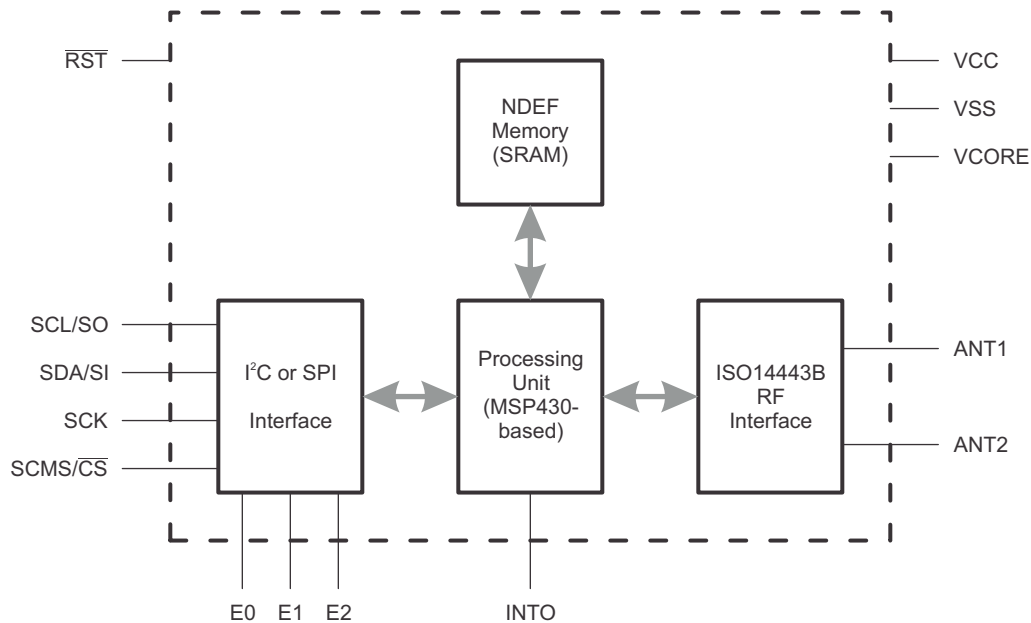 RST
VCC
VSS
VCORE
NDEF
Memory
(SRAM)
SCL/SO
SDA/SI
SCK
SCMS/CS
I²C or SPI
Interface
Processing
Unit
(MSP430-
based)
ISO14443B
RF
Interface
ANT1
ANT2
E0
E1
E2
INTO